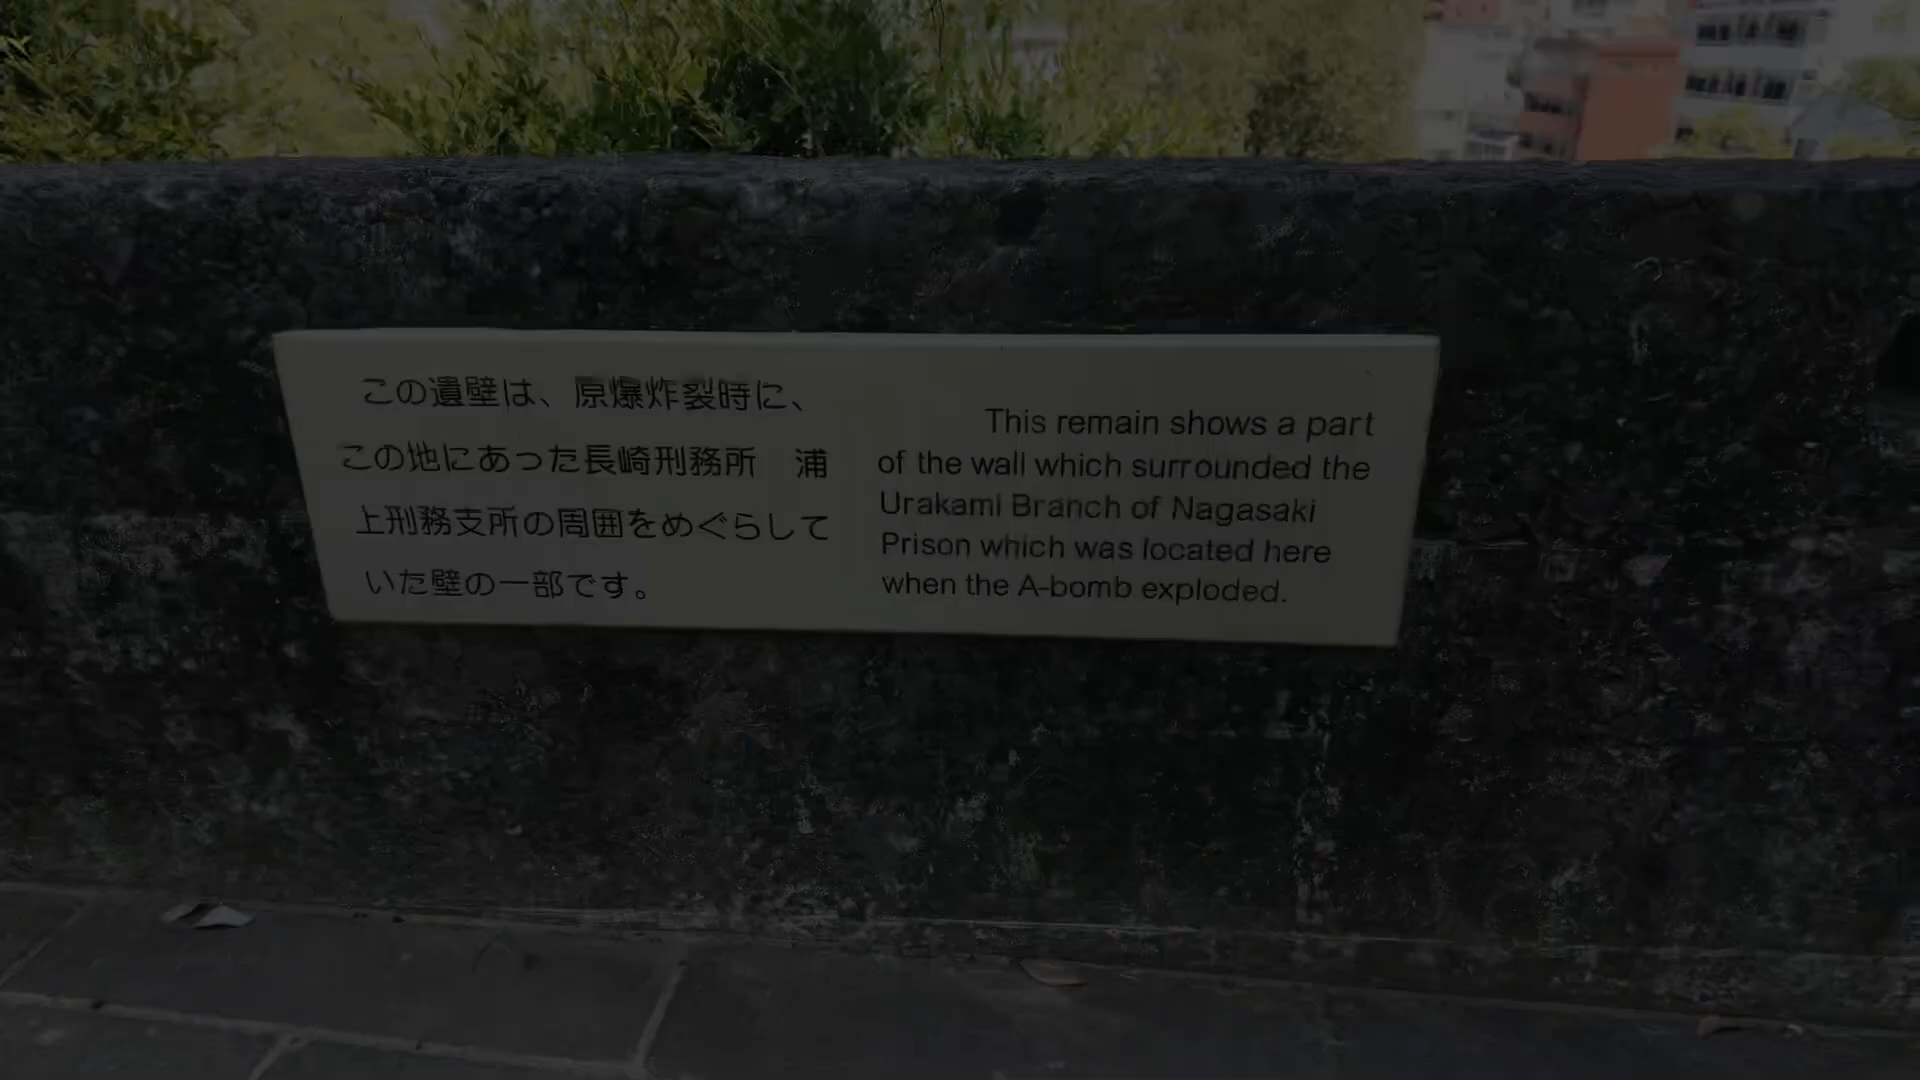 この遺壁は、原爆炸裂時に、
この地にあった長崎刑務所　浦
上刑務支所の周囲をめぐらして
いた壁の一部です。
This remain shows a part
of the wall which surrounded the
Urakami Branch of Nagasaki
Prison which was located here
when the A-bomb exploded.